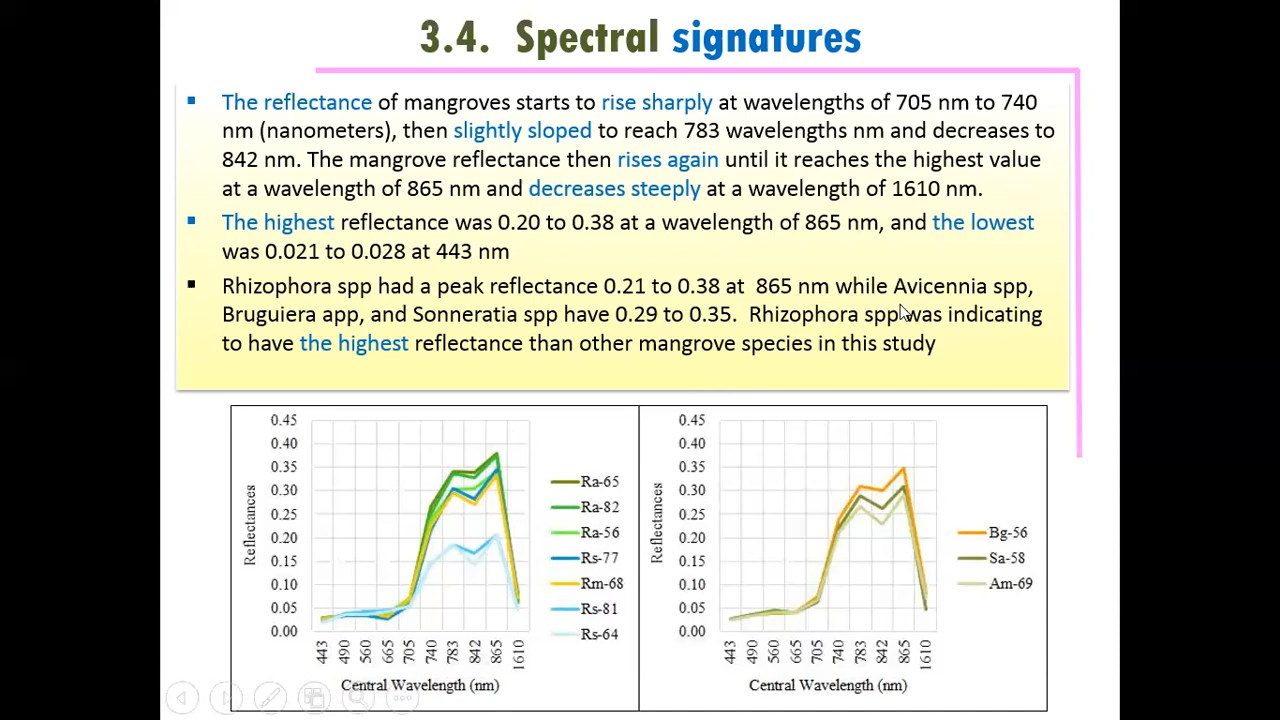 3.4. Spectral signatures
The reflectance of mangroves starts to rise sharply at wavelengths of 705 nm to 740
nm (nanometers), then slightly sloped to reach 783 wavelengths nm and decreases to
842 nm. The mangrove reflectance then rises again until it reaches the highest value
at a wavelength of 865 nm and decreases steeply at a wavelength of 1610 nm.
The highest reflectance was 0.20 to 0.38 at a wavelength of 865 nm, and the lowest
was 0.021 to 0.028 at 443 nm
Rhizophora spp had a peak reflectance 0.21 to 0.38 at 865 nm while Avicennia spp,
Bruguiera app, and Sonneratia spp have 0.29 to 0.35. Rhizophora spp was indicating
to have the highest reflectance than other mangrove species in this study
Reflectances
0.45
0.40
0.35
0.30
0.25
0.20
0.15
0.10
0.05
0.00
443 490 560 665 705 740 783 842 865 1610
Central Wavelength (nm)
Ra-65
Ra-82
Ra-56
Rs-77
Rm-68
Rs-81
Rs-64
Reflectances
0.45
0.40
0.35
0.30
0.25
0.20
0.15
0.10
0.05
0.00
443 490 560 665 705 740 783 842 865 1610
Central Wavelength (nm)
Bg-56
Sa-58
Am-69